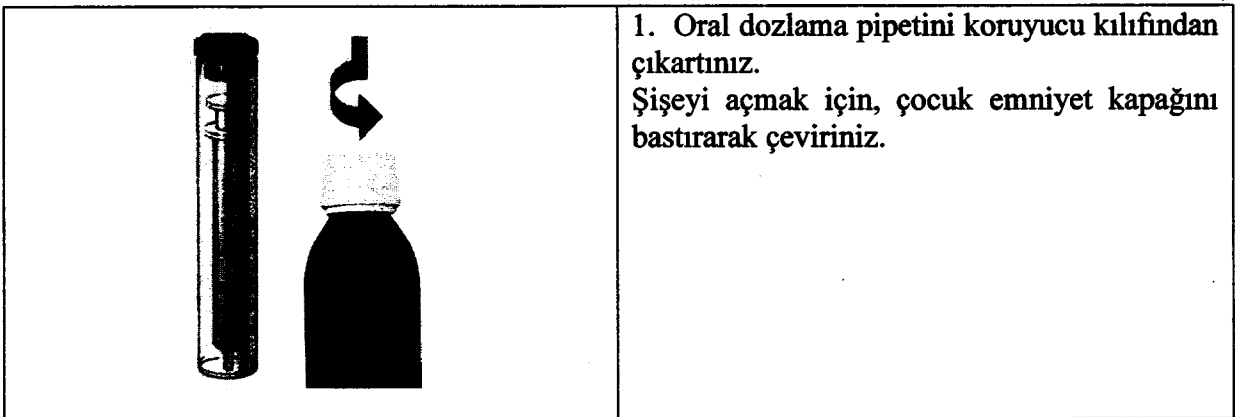 1. Oral dozlama pipetini koruyucu kılıfından
çıkartınız.
Şişeyi açmak için, çocuk emniyet kapağını
bastırarak çeviriniz.